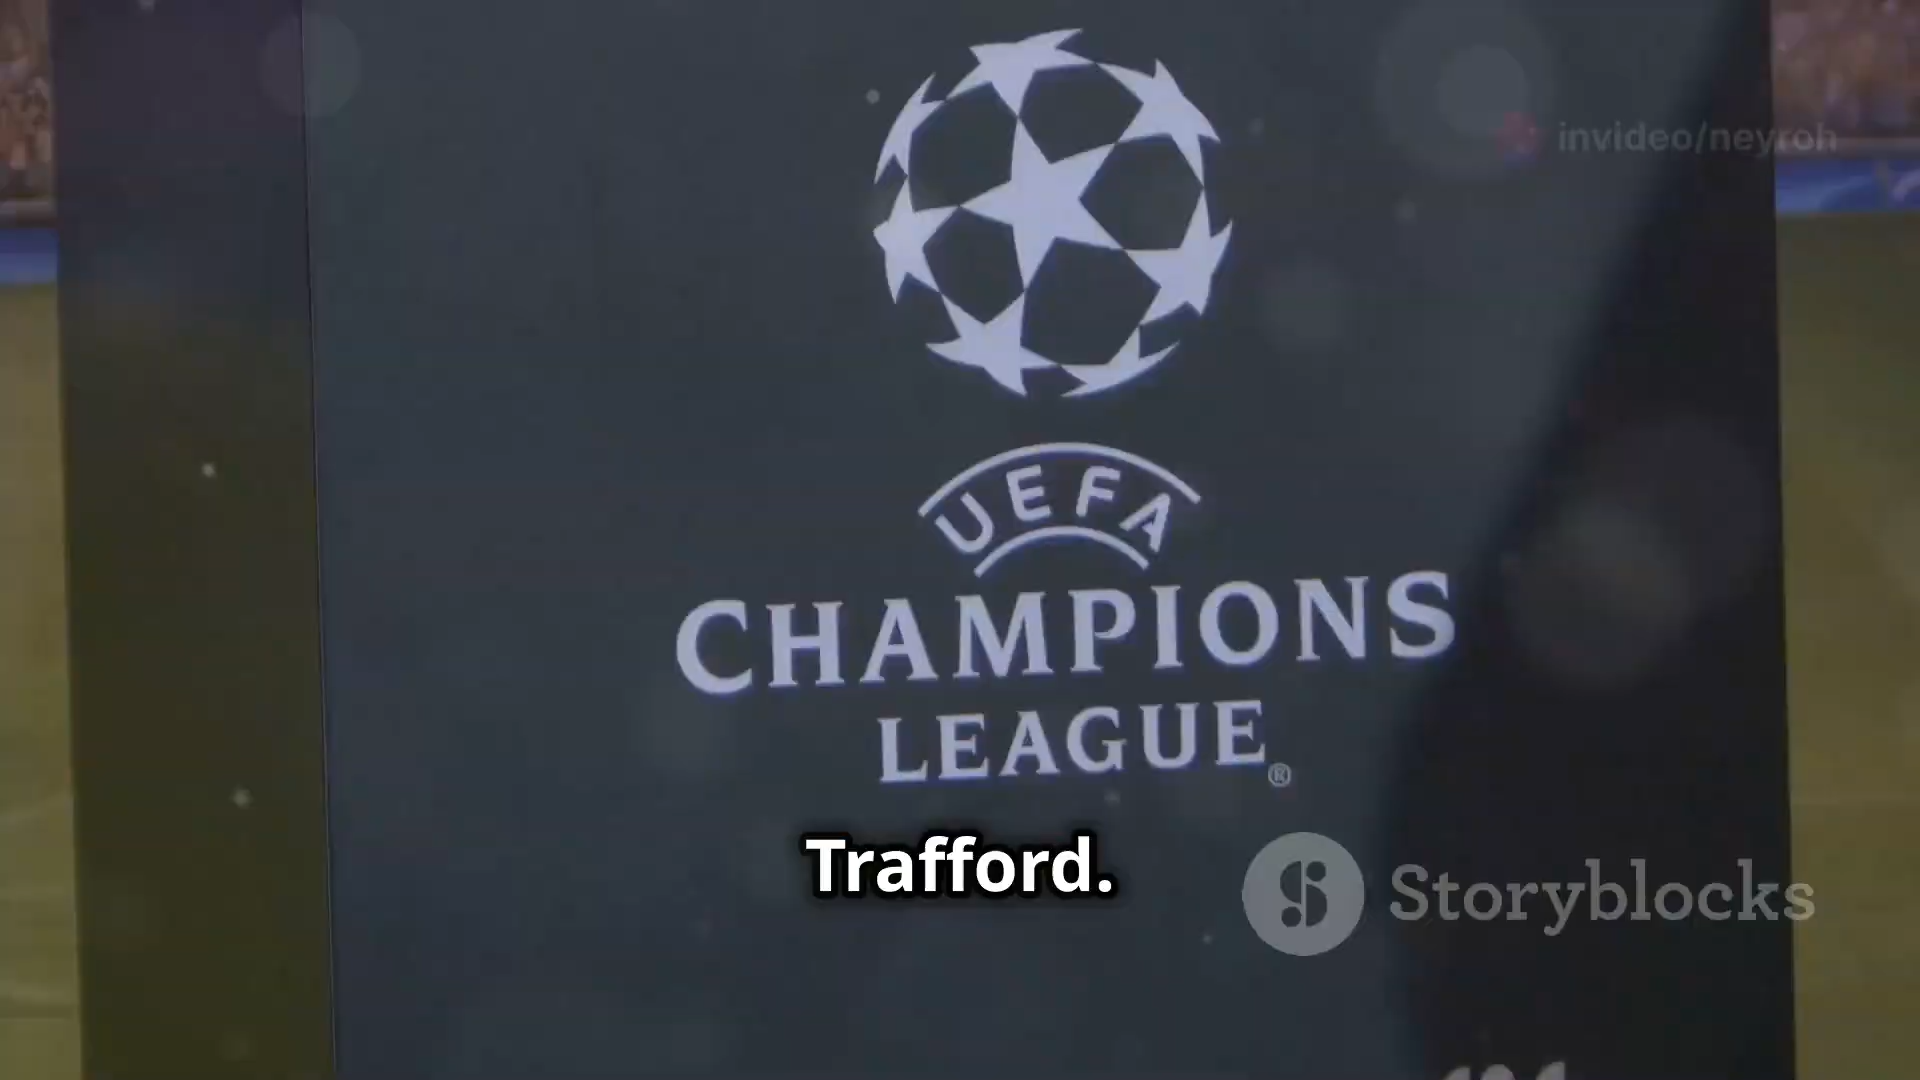 invideo/neyroh
UEFA
CHAMPIONS
LEAGUE®
Trafford.
Storyblocks